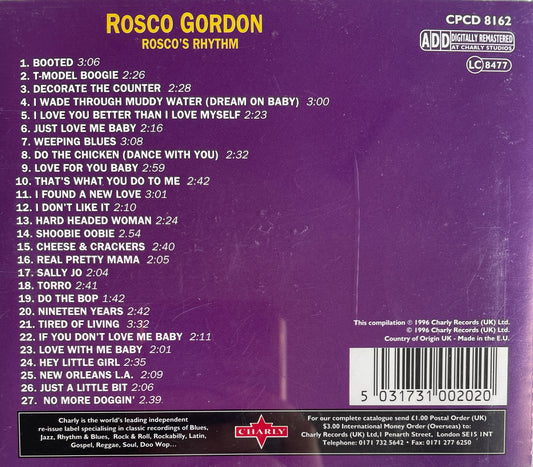 ROSCO GORDON
ROSCO'S RHYTHM
CPCD 8162
ADD DIGITALLY REMASTERED
AT CHARLY STUDIOS
LC 8477
1. BOOTED 3:06
2. T-MODEL BOOGIE 2:26
3. DECORATE THE COUNTER 2:28
4. I WADE THROUGH MUDDY WATER (DREAM ON BABY) 3:00
5. I LOVE YOU BETTER THAN I LOVE MYSELF 2:23
6. JUST LOVE ME BABY 2:16
7. WEEPING BLUES 3:08
8. DO THE CHICKEN (DANCE WITH YOU) 2:32
9. LOVE FOR YOU BABY 2:59
10. THAT'S WHAT YOU DO TO ME 2:42
11. I FOUND A NEW LOVE 3:01
12. I DON'T LIKE IT 2:10
13. HARD HEADED WOMAN 2:24
14. SHOOBIE OOBIE 2.54
15. CHEESE & CRACKERS 2:40
16. REAL PRETTY MAMA 2:05
17. SALLY JO 2:04
18. TORRO 2:41
19. DO THE BOP 1:42
20. NINETEEN YEARS 2:42
21. TIRED OF LIVING 3:32
22. IF YOU DON'T LOVE ME BABY 2:11
23. LOVE WITH ME BABY 2:01
24. HEY LITTLE GIRL 2:35
25. NEW ORLEANS L.A. 2:09
26. JUST A LITTLE BIT 2:06
27. NO MORE DOGGIN' 2.39
This compilation ℗ 1996 Charly Records (UK) Ltd.
© 1996 Charly Records (UK) Ltd.
Country of Origin UK - Made in the E.U.
5 031731 002020
Charly is the world's leading independent
re-issue label specialising in classic recordings of Blues,
Jazz, Rhythm & Blues, Rock & Roll, Rockabilly, Latin,
Gospel, Reggae, Soul, Doo Wop...
CHARLY
For our complete catalogue send £1.00 Postal Order (UK)
$3.00 International Money Order (Overseas) to:
Charly Records (UK) Ltd,1 Penarth Street, London SE15 1NT
Telephone: 0171 732 5642 • Fax: 0171 277 6250